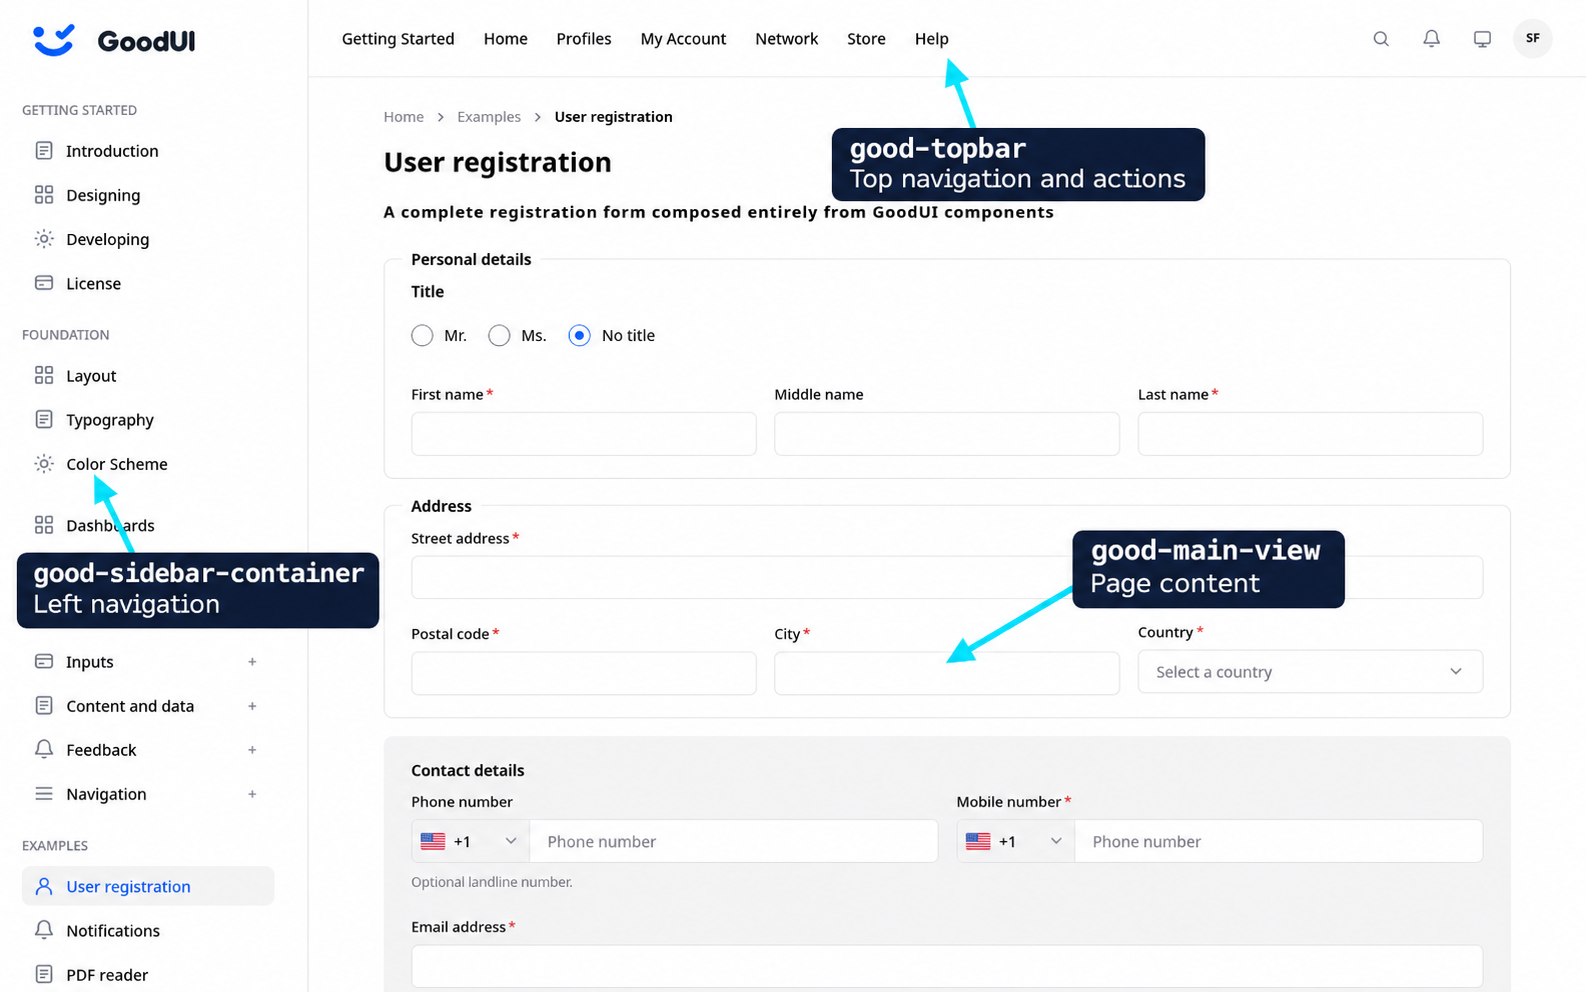 GoodUI
Getting Started Home Profiles My Account Network Store Help
SF
GETTING STARTED
Introduction
Designing
Developing
License
FOUNDATION
Layout
Typography
Color Scheme
Dashboards
good-sidebar-container
Left navigation
Inputs +
Content and data +
Feedback +
Navigation +
EXAMPLES
User registration
Notifications
PDF reader
Home > Examples > User registration
User registration
good-topbar
Top navigation and actions
A complete registration form composed entirely from GoodUI components
Personal details
Title
Mr. Ms. No title
First name* Middle name Last name*
Address
Street address*
good-main-view
Page content
Postal code* City* Country*
Select a country
Contact details
Phone number Mobile number*
+1 Phone number +1 Phone number
Optional landline number.
Email address*